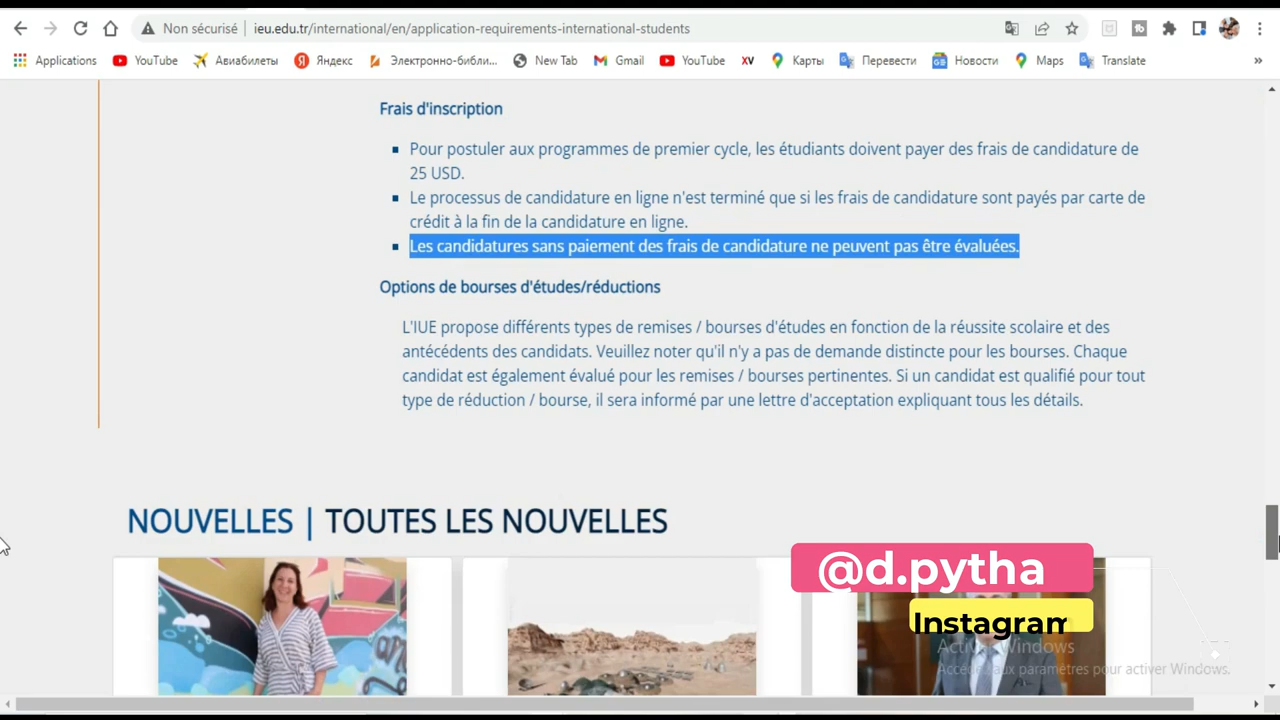 Non sécurisé
ieu.edu.tr/international/en/application-requirements-international-students
Applications
YouTube
Авиабилеты
Яндекс
Электронно-библи...
New Tab
Gmail
YouTube
XV
Карты
Перевести
Новости
Maps
Translate
»
Frais d'inscription
Pour postuler aux programmes de premier cycle, les étudiants doivent payer des frais de candidature de
25 USD.
Le processus de candidature en ligne n'est terminé que si les frais de candidature sont payés par carte de
crédit à la fin de la candidature en ligne.
Les candidatures sans paiement des frais de candidature ne peuvent pas être évaluées.
Options de bourses d'études/réductions
L'IUE propose différents types de remises / bourses d'études en fonction de la réussite scolaire et des
antécédents des candidats. Veuillez noter qu'il n'y a pas de demande distincte pour les bourses. Chaque
candidat est également évalué pour les remises / bourses pertinentes. Si un candidat est qualifié pour tout
type de réduction / bourse, il sera informé par une lettre d'acceptation expliquant tous les détails.
NOUVELLES | TOUTES LES NOUVELLES
@d.pytha
Instagram
Activer Windows
Accédez aux paramètres pour activer Windows.